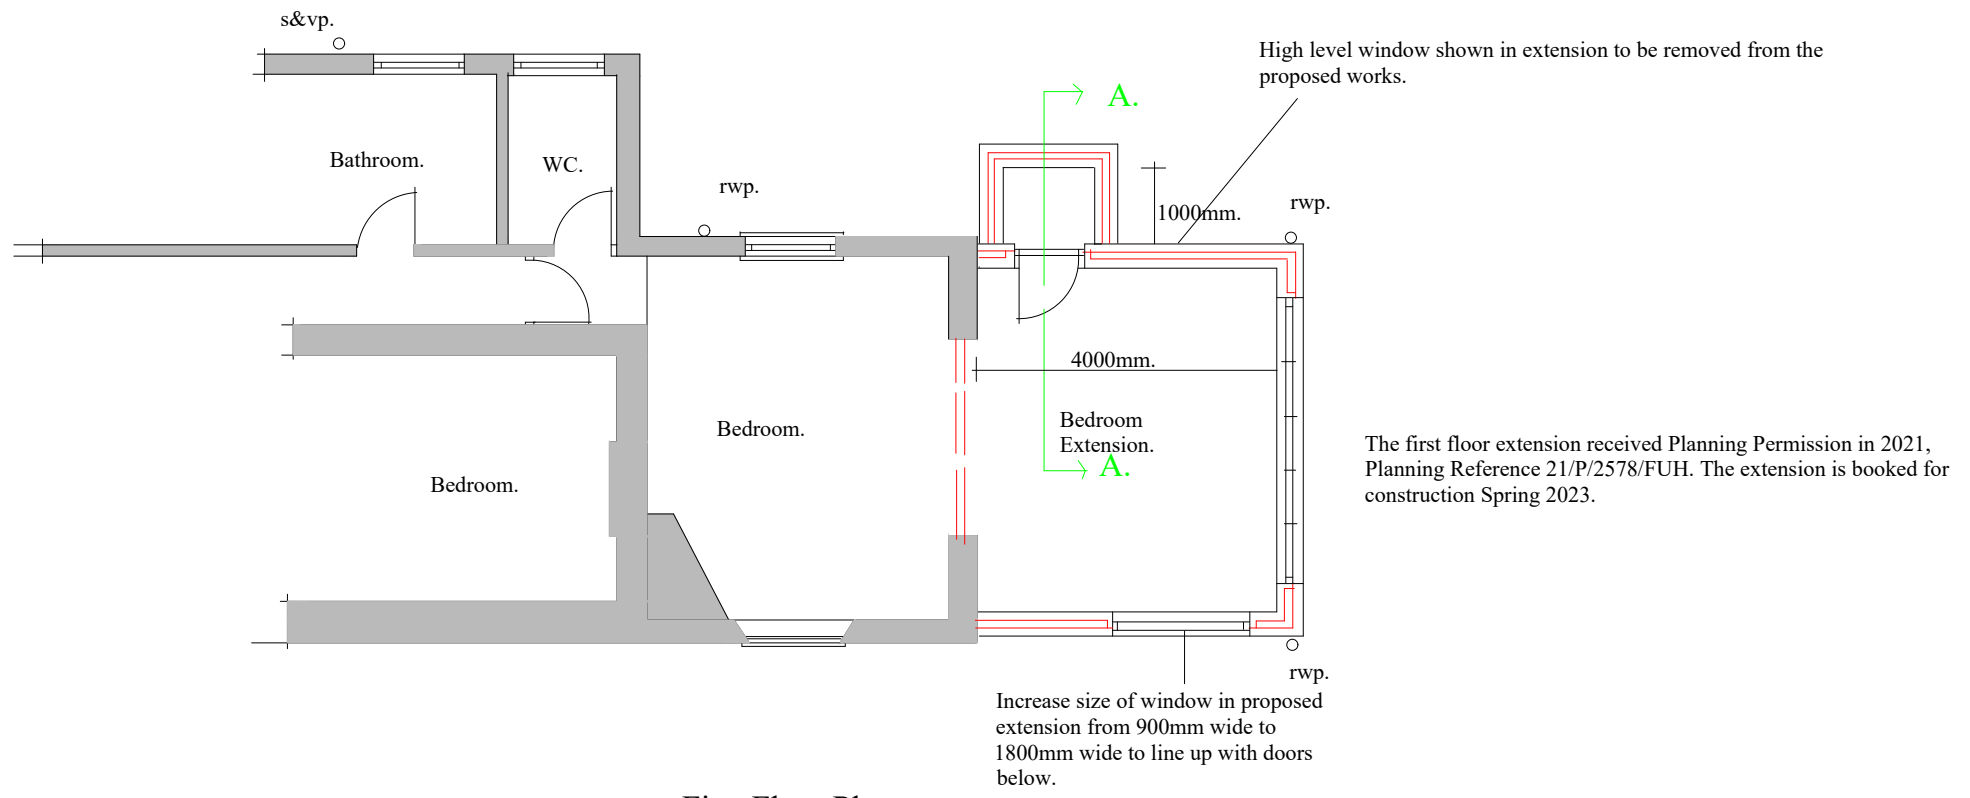 s&vp.
High level window shown in extension to be removed from the
proposed works.
A.
Bathroom.
WC.
rwp.
1000mm.
rwp.
4000mm.
Bedroom
Extension.
A.
Bedroom.
Bedroom.
The first floor extension received Planning Permission in 2021,
Planning Reference 21/P/2578/FUH. The extension is booked for
construction Spring 2023.
rwp.
Increase size of window in proposed
extension from 900mm wide to
1800mm wide to line up with doors
below.